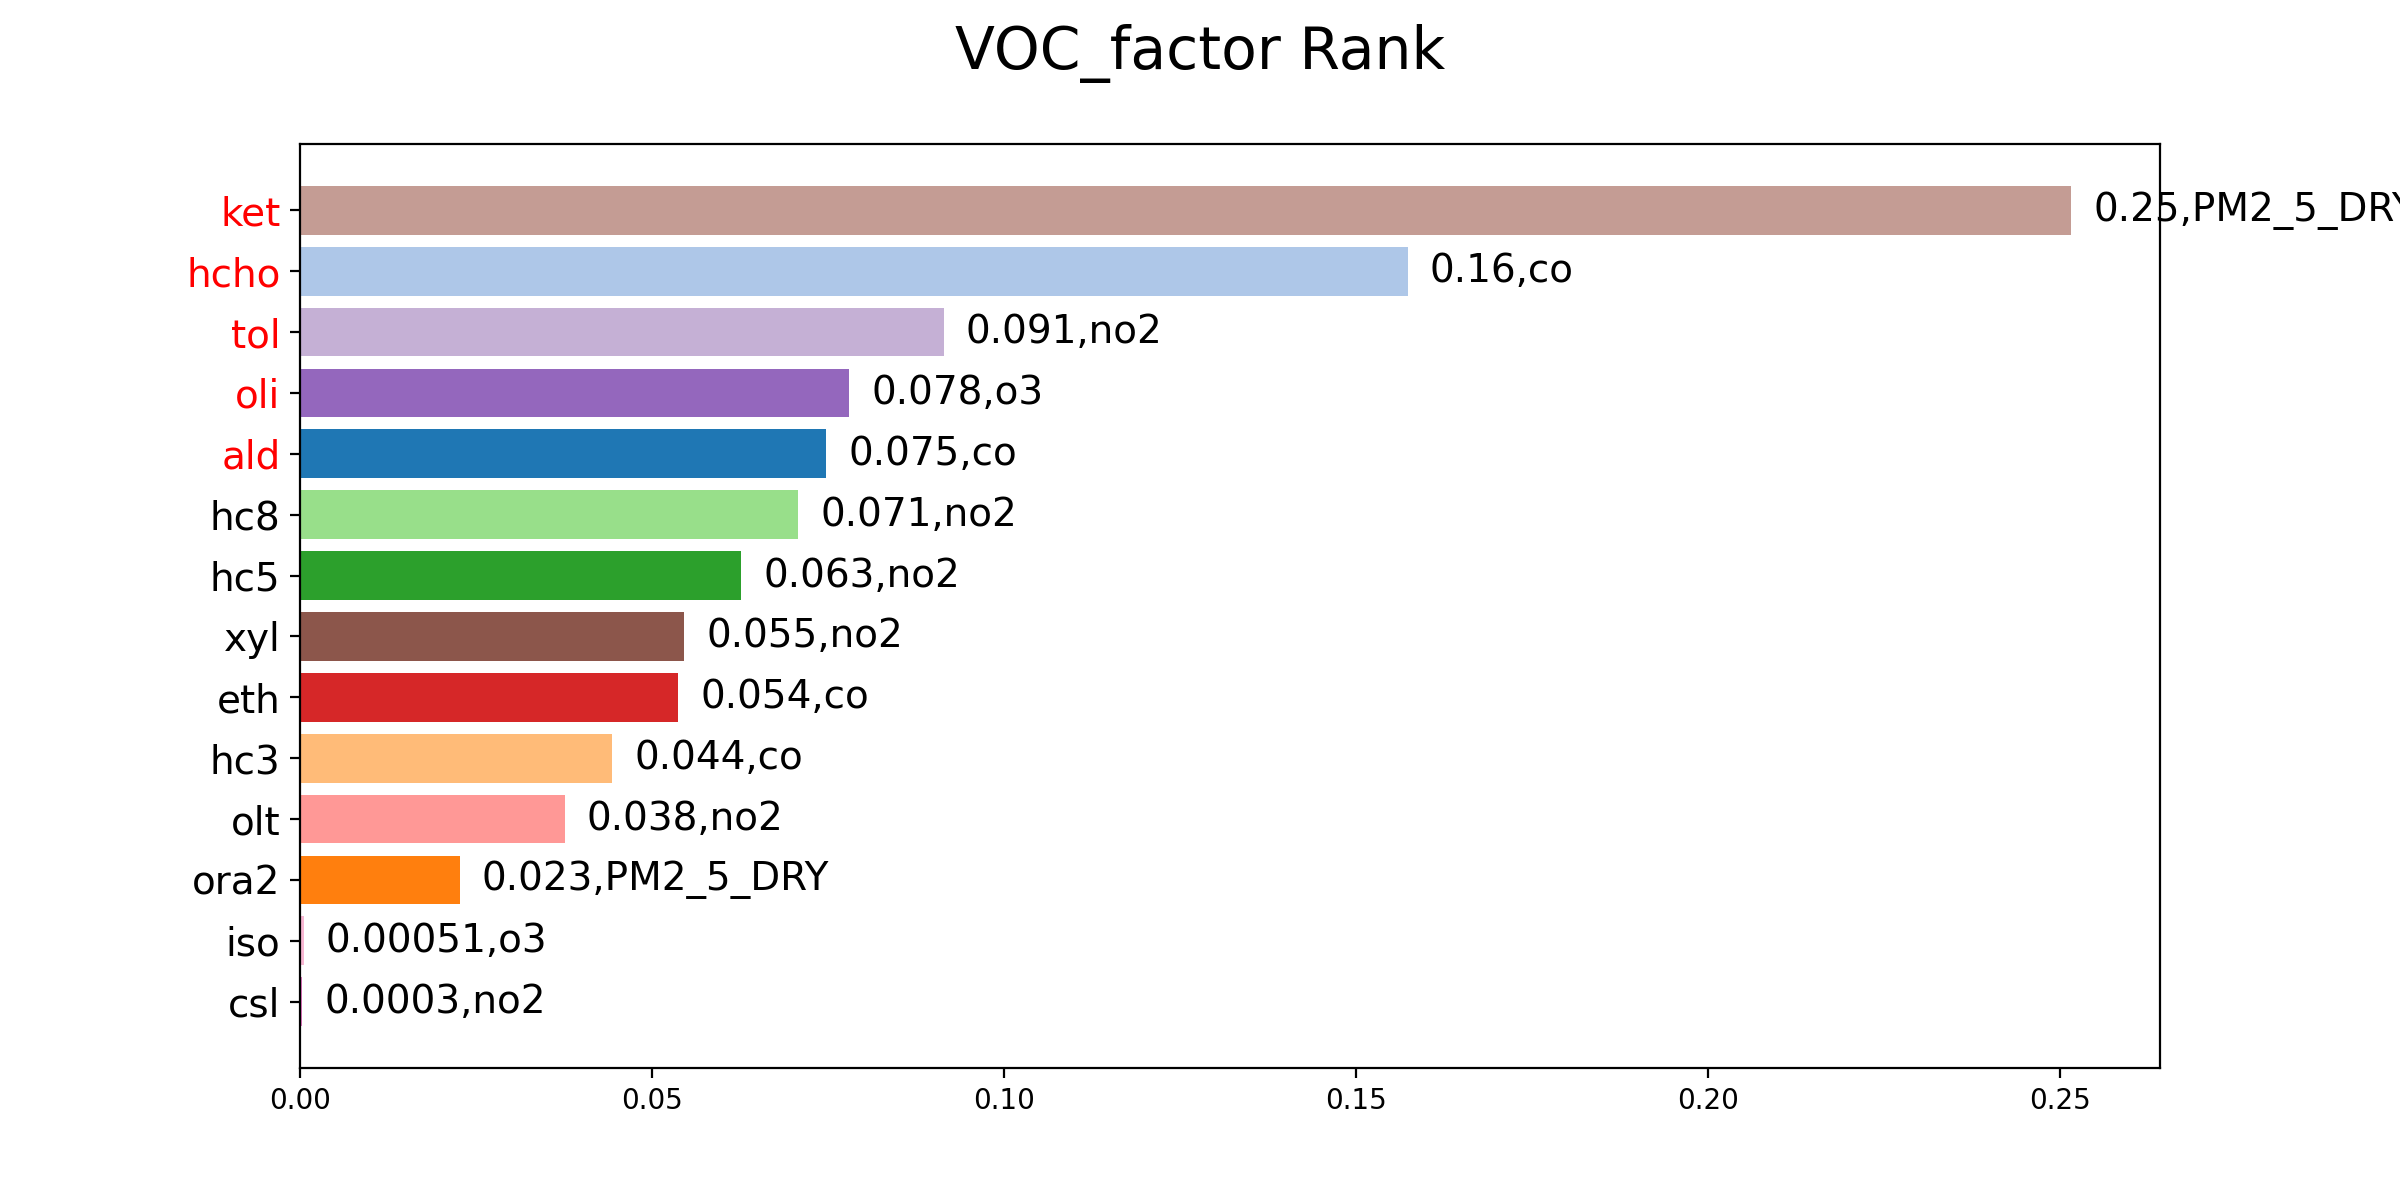 VOC_factor Rank
ket 0.25,PM2_5_DRY
hcho 0.16,co
tol 0.091,no2
oli 0.078,o3
ald 0.075,co
hc8 0.071,no2
hc5 0.063,no2
xyl 0.055,no2
eth 0.054,co
hc3 0.044,co
olt 0.038,no2
ora2 0.023,PM2_5_DRY
iso 0.00051,o3
csl 0.0003,no2
0.00 0.05 0.10 0.15 0.20 0.25